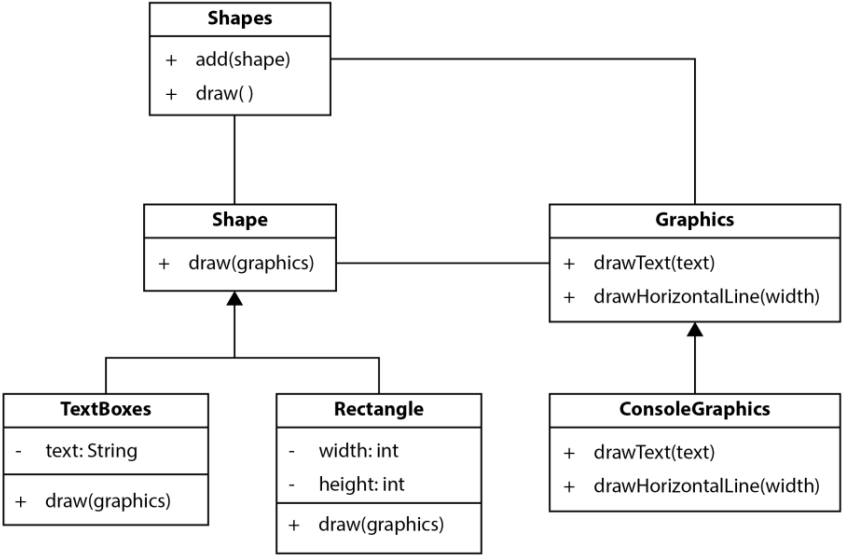 Shapes
+ add(shape)
+ draw( )
Shape
+ draw(graphics)
Graphics
+ drawText(text)
+ drawHorizontalLine(width)
TextBoxes
- text: String
+ draw(graphics)
Rectangle
- width: int
- height: int
+ draw(graphics)
ConsoleGraphics
+ drawText(text)
+ drawHorizontalLine(width)